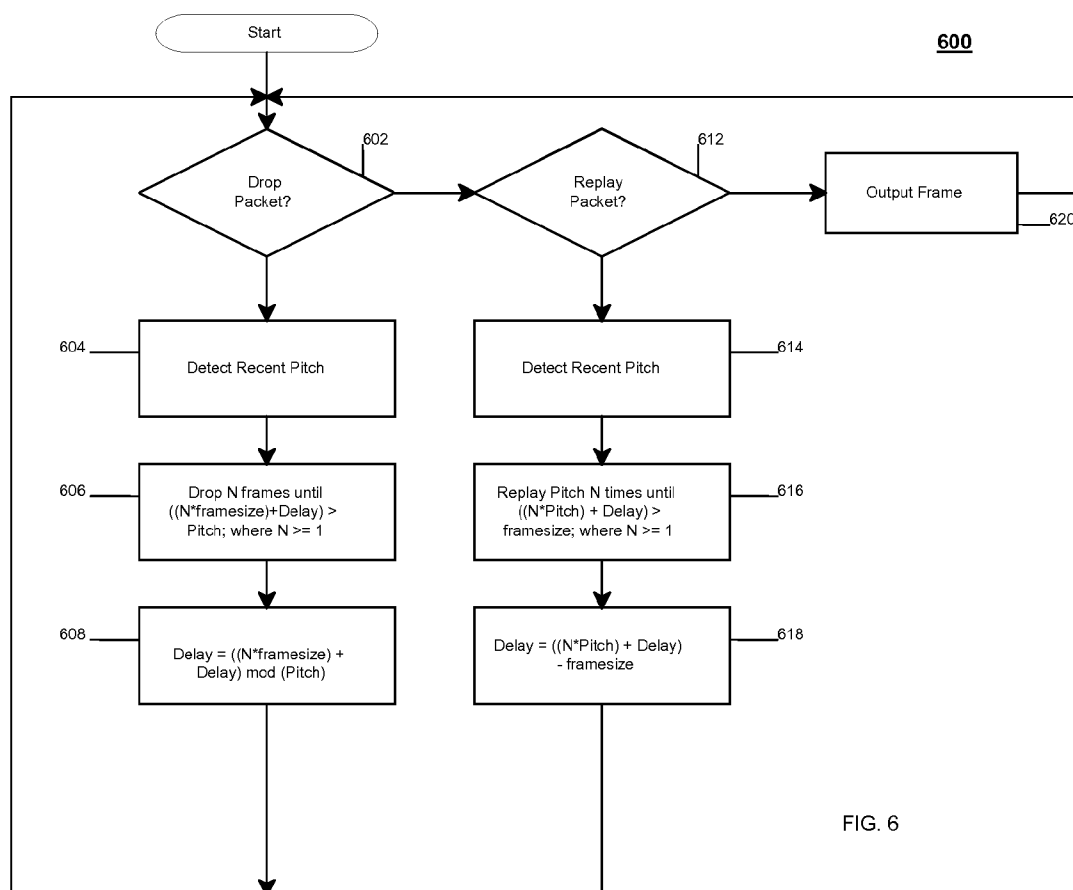 Start
600
602
Drop
Packet?
612
Replay
Packet?
Output Frame
620
604
Detect Recent Pitch
614
Detect Recent Pitch
606
Drop N frames until
((N*framesize)+Delay) >
Pitch; where N >= 1
616
Replay Pitch N times until
((N*Pitch) + Delay) >
framesize; where N >= 1
608
Delay = ((N*framesize) +
Delay) mod (Pitch)
618
Delay = ((N*Pitch) + Delay)
- framesize
FIG. 6